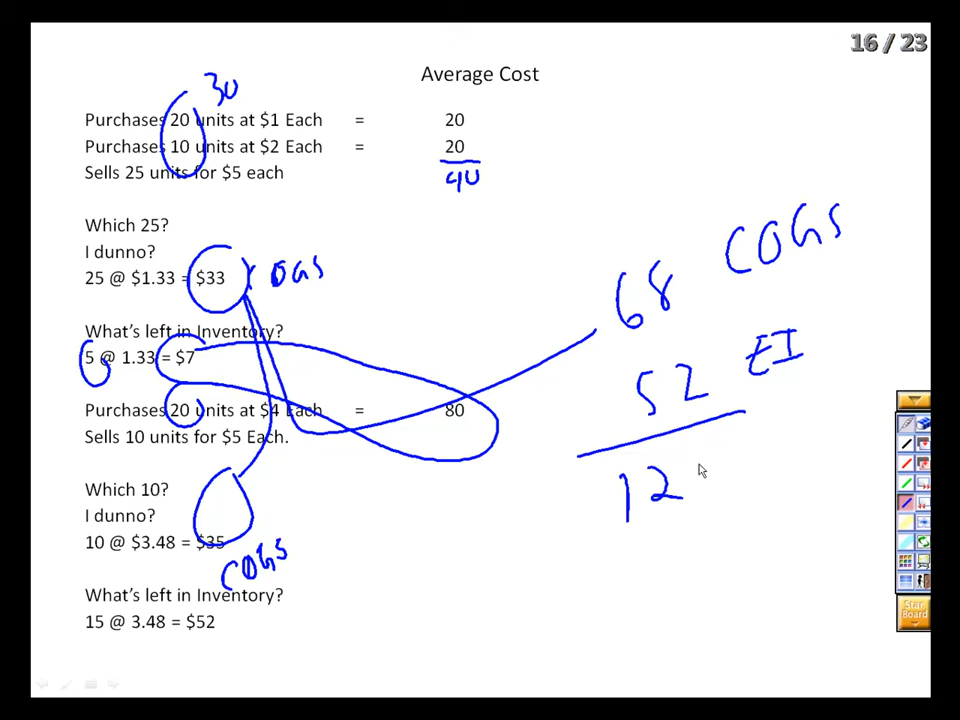 16 / 23
Average Cost
30
Purchases 20 units at $1 Each = 20
Purchases 10 units at $2 Each = 20
Sells 25 units for $5 each
40
Which 25?
I dunno?
25 @ $1.33 = $33 COGS
68 COGS
What's left in Inventory?
5 @ 1.33 = $7
52 EI
Purchases 20 units at $4 Each = 80
Sells 10 units for $5 Each.
12
Which 10?
I dunno?
10 @ $3.48 = $35
COGS
What's left in Inventory?
15 @ 3.48 = $52
Star
Board